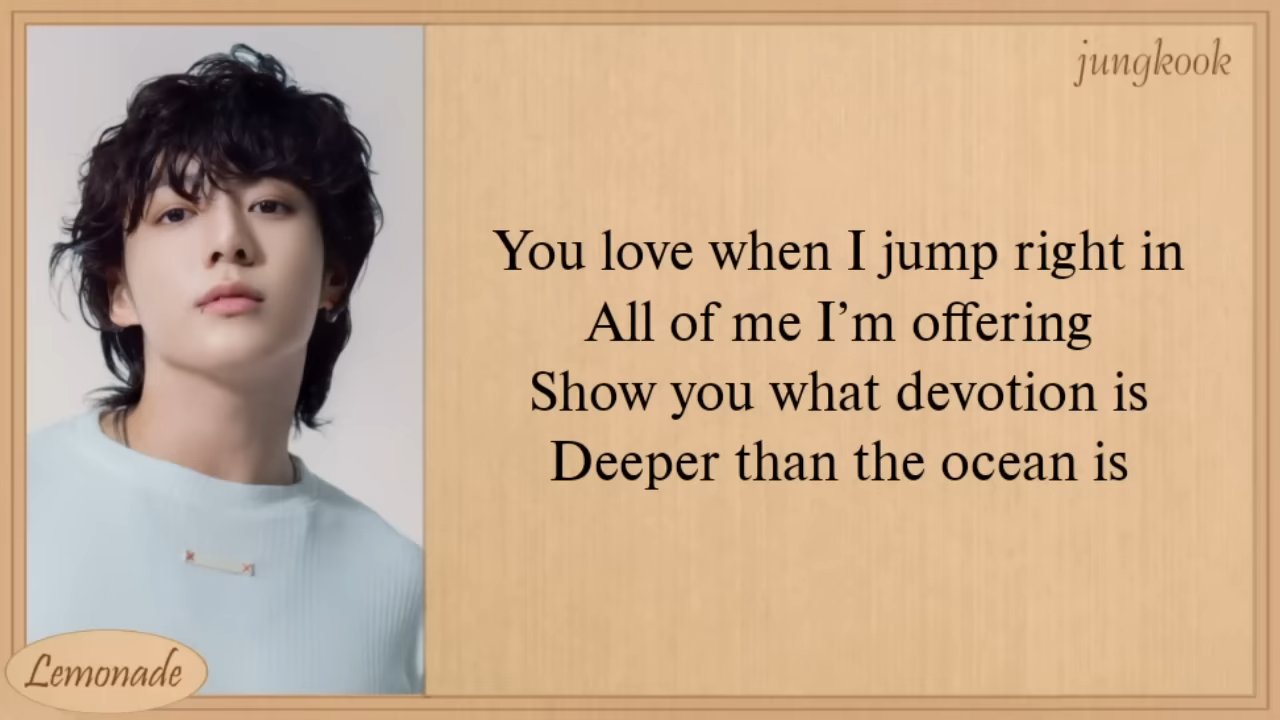 jungkook
You love when I jump right in
All of me I’m offering
Show you what devotion is
Deeper than the ocean is
Lemonade